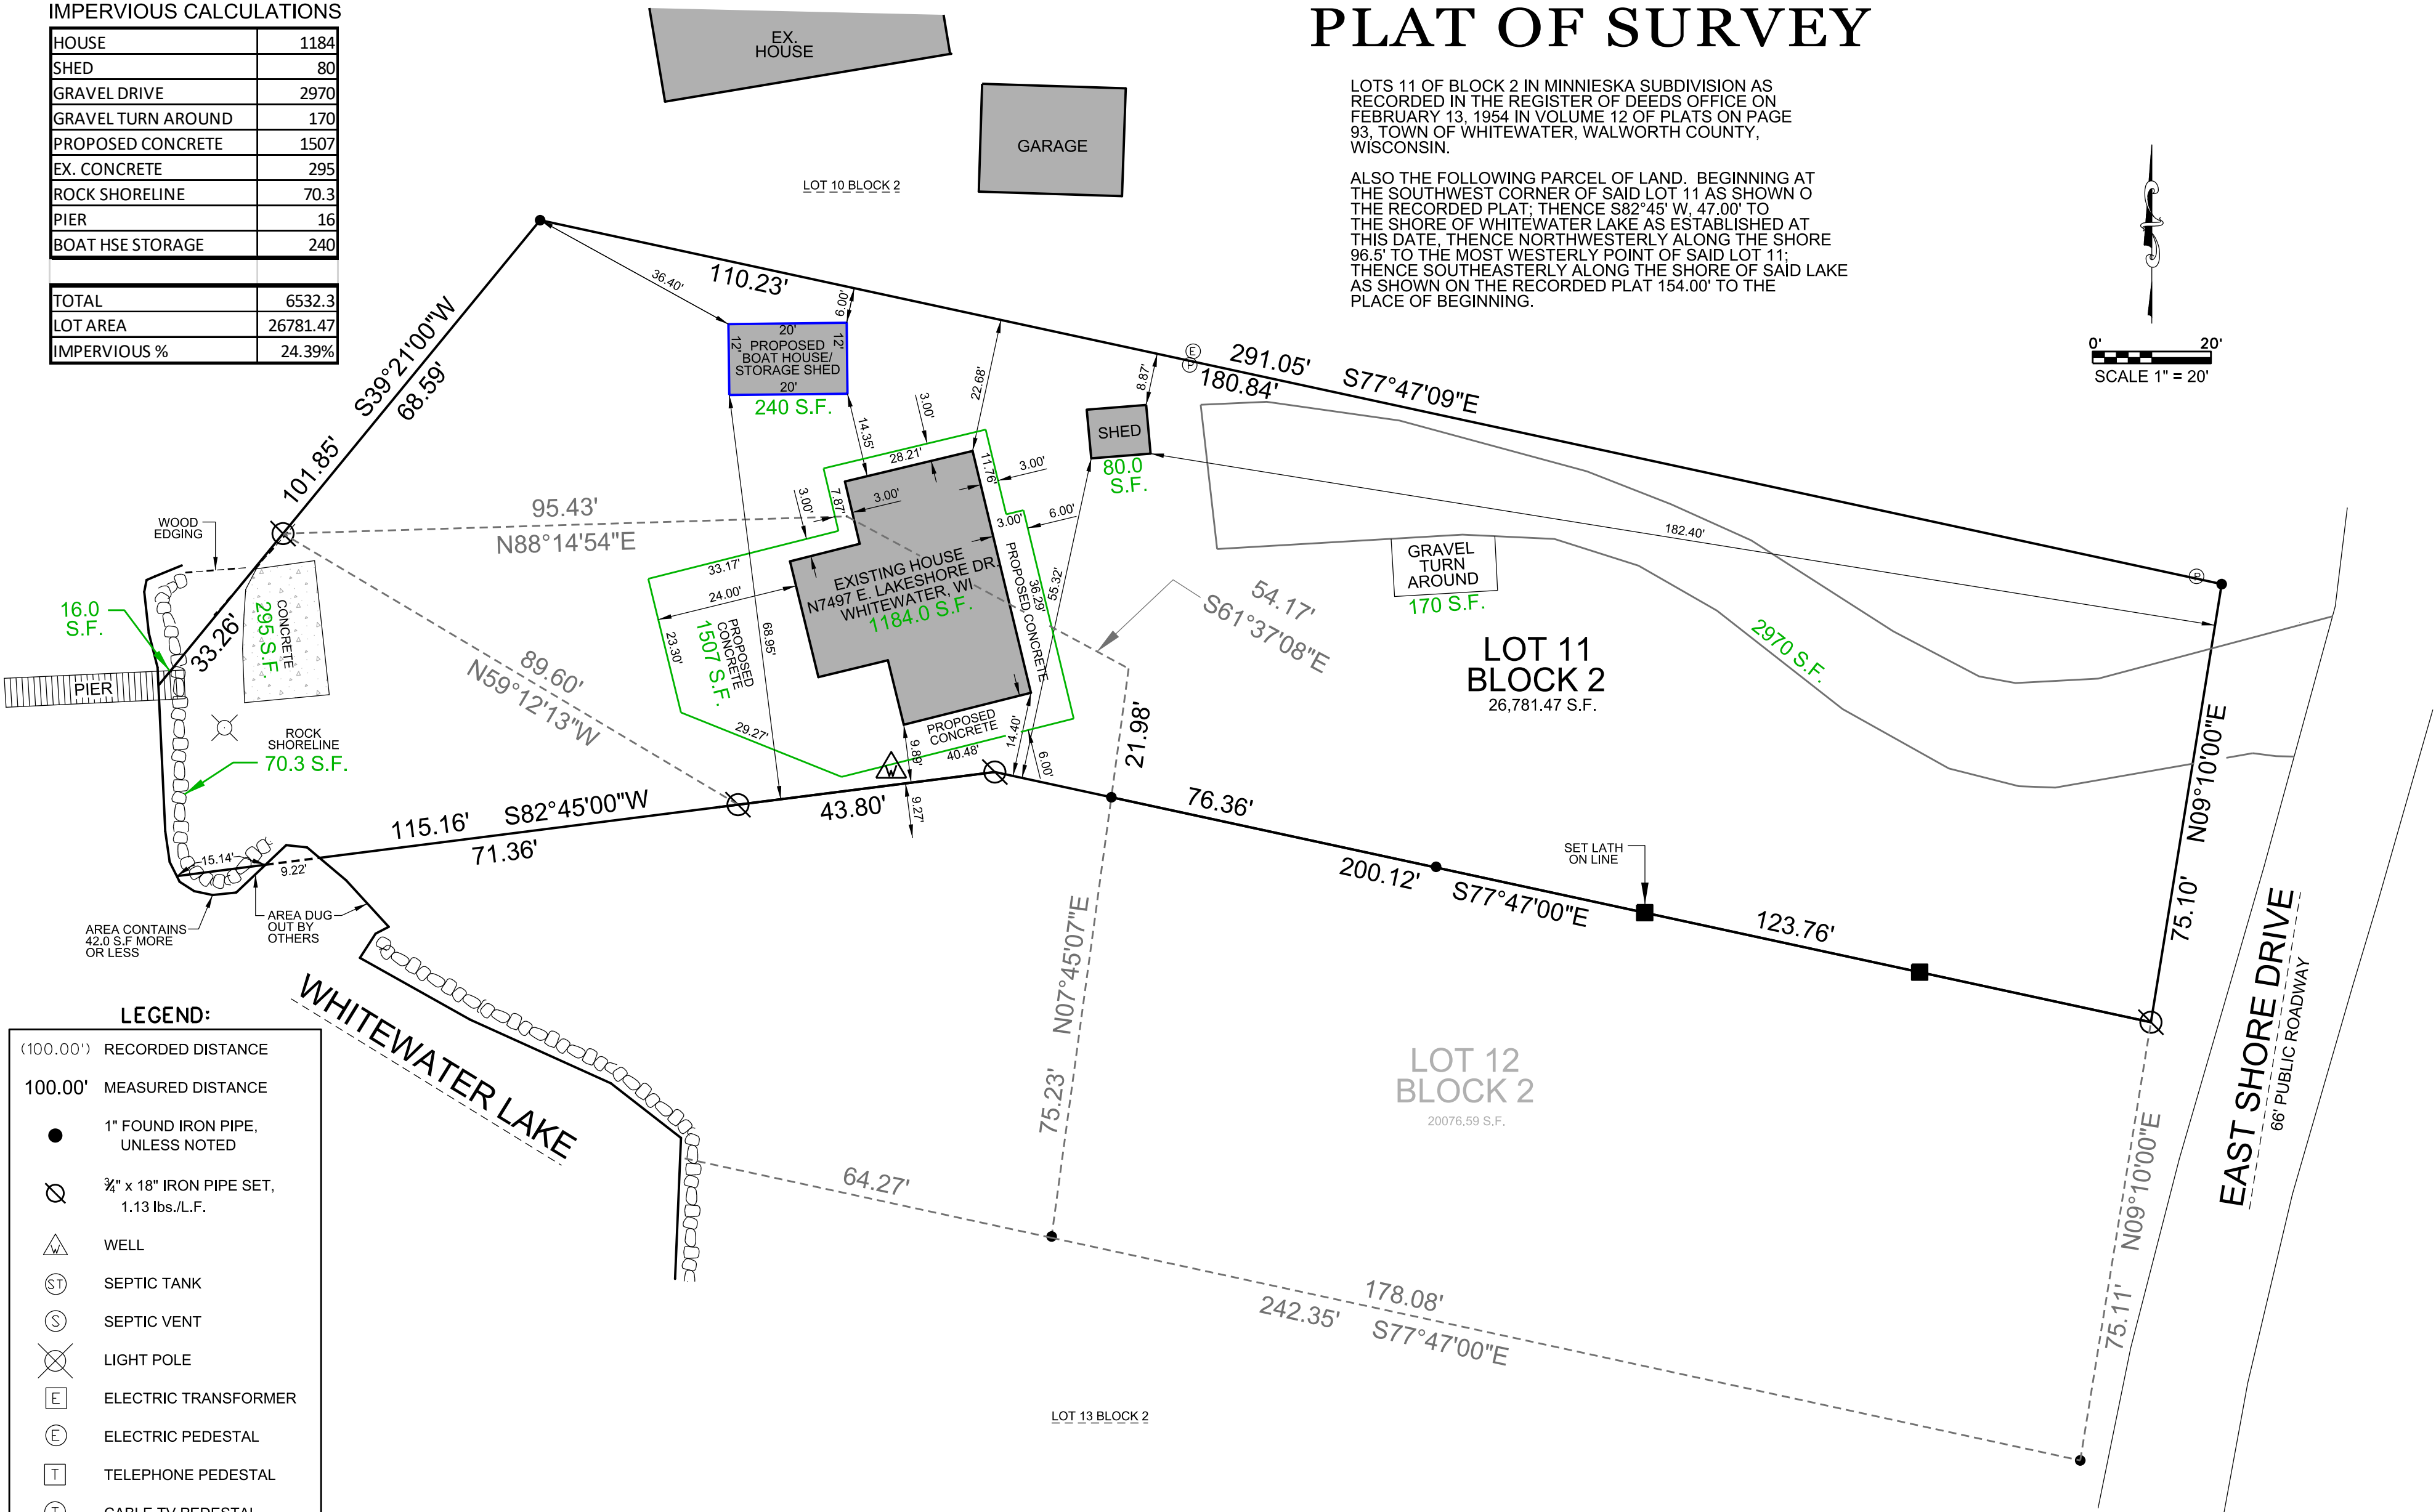 IMPERVIOUS CALCULATIONS
HOUSE 1184
SHED 80
GRAVEL DRIVE 2970
GRAVEL TURN AROUND 170
PROPOSED CONCRETE 1507
EX. CONCRETE 295
ROCK SHORELINE 70.3
PIER 16
BOAT HSE STORAGE 240
TOTAL 6532.3
LOT AREA 26781.47
IMPERVIOUS % 24.39%
EX.
HOUSE
GARAGE
LOT 10 BLOCK 2
PLAT OF SURVEY
LOTS 11 OF BLOCK 2 IN MINNIESKA SUBDIVISION AS
RECORDED IN THE REGISTER OF DEEDS OFFICE ON
FEBRUARY 13, 1954 IN VOLUME 12 OF PLATS ON PAGE
93, TOWN OF WHITEWATER, WALWORTH COUNTY,
WISCONSIN.
ALSO THE FOLLOWING PARCEL OF LAND. BEGINNING AT
THE SOUTHWEST CORNER OF SAID LOT 11 AS SHOWN O
THE RECORDED PLAT; THENCE S82°45' W, 47.00' TO
THE SHORE OF WHITEWATER LAKE AS ESTABLISHED AT
THIS DATE, THENCE NORTHWESTERLY ALONG THE SHORE
96.5' TO THE MOST WESTERLY POINT OF SAID LOT 11;
THENCE SOUTHEASTERLY ALONG THE SHORE OF SAID LAKE
AS SHOWN ON THE RECORDED PLAT 154.00' TO THE
PLACE OF BEGINNING.
0' 20'
SCALE 1" = 20'
S39°21'00"W
68.59'
101.85'
33.26'
36.40'
110.23'
6.00'
20'
12'
12'
PROPOSED
BOAT HOUSE/
STORAGE SHED
20'
240 S.F.
14.35'
3.00'
22.68'
8.87'
E
P
291.05' S77°47'09"E
180.84'
SHED
80.0
S.F.
28.21'
11.76'
3.00'
7.87'
3.00'
3.00'
3.00'
6.00'
95.43'
N88°14'54"E
WOOD
EDGING
33.17'
24.00'
23.30'
PROPOSED
CONCRETE
1507 S.F.
68.95'
29.27'
EXISTING HOUSE
N7497 E. LAKESHORE DR.
WHITEWATER, WI
1184.0 S.F.
PROPOSED CONCRETE
36.29'
55.32'
PROPOSED
CONCRETE
40.48'
9.89'
14.40'
6.00'
W
9.27'
54.17'
S61°37'08"E
21.98'
182.40'
GRAVEL
TURN
AROUND
170 S.F.
2970 S.F.
P
LOT 11
BLOCK 2
26,781.47 S.F.
16.0
S.F.
CONCRETE
295 S.F.
PIER
ROCK
SHORELINE
70.3 S.F.
89.60'
N59°12'13"W
115.16' S82°45'00"W
71.36'
43.80'
15.14'
9.22'
AREA CONTAINS
42.0 S.F MORE
OR LESS
AREA DUG
OUT BY
OTHERS
76.36'
200.12' S77°47'00"E
SET LATH
ON LINE
123.76'
N09°10'00"E
75.10'
WHITEWATER LAKE
N07°45'07"E
75.23'
LOT 12
BLOCK 2
20076.59 S.F.
EAST SHORE DRIVE
66' PUBLIC ROADWAY
N09°10'00"E
75.11'
64.27'
178.08'
242.35' S77°47'00"E
LOT 13 BLOCK 2
LEGEND:
(100.00') RECORDED DISTANCE
100.00' MEASURED DISTANCE
1" FOUND IRON PIPE,
UNLESS NOTED
¾" x 18" IRON PIPE SET,
1.13 lbs./L.F.
W WELL
ST SEPTIC TANK
S SEPTIC VENT
LIGHT POLE
E ELECTRIC TRANSFORMER
E ELECTRIC PEDESTAL
T TELEPHONE PEDESTAL
T CABLE TV PEDESTAL